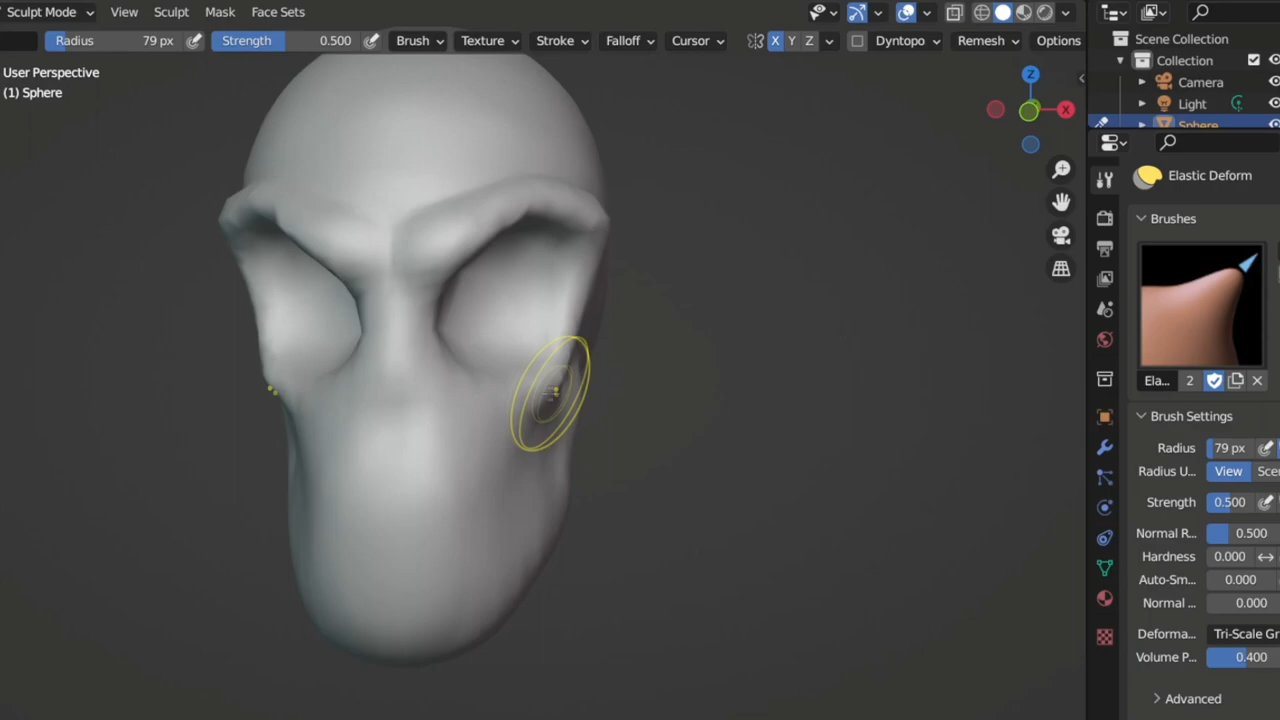 Sculpt Mode View Sculpt Mask Face Sets
Radius 79 px Strength 0.500 Brush Texture Stroke Falloff Cursor X Y Z Dyntopo Remesh Options
User Perspective
(1) Sphere
Z
X
Scene Collection
Collection
Camera
Light
Sphere
Elastic Deform
Brushes
Ela... 2
Brush Settings
Radius 79 px
Radius U... View Scen
Strength 0.500
Normal R... 0.500
Hardness 0.000
Auto-Sm... 0.000
Normal ... 0.000
Deforma... Tri-Scale Gr
Volume P... 0.400
Advanced